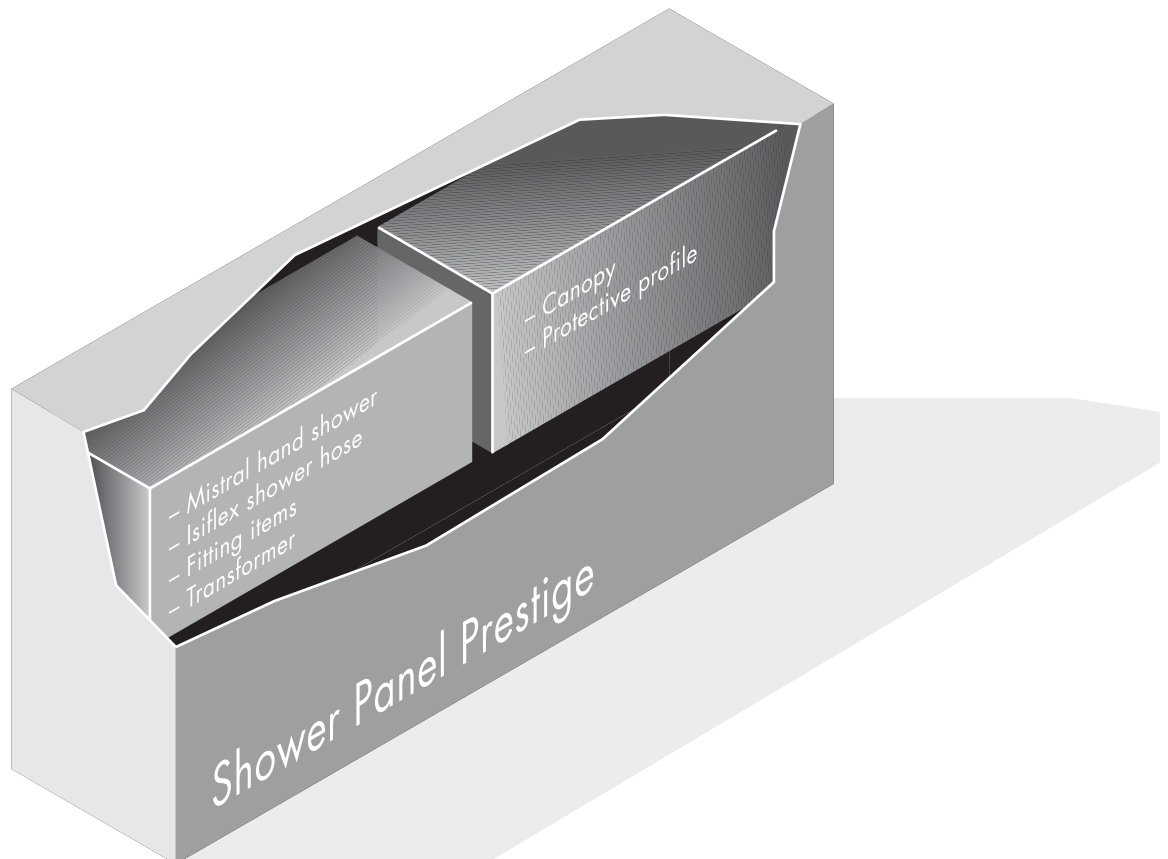 – Canopy
– Protective profile
– Mistral hand shower
– Isiflex shower hose
– Fitting items
– Transformer
Shower Panel Prestige